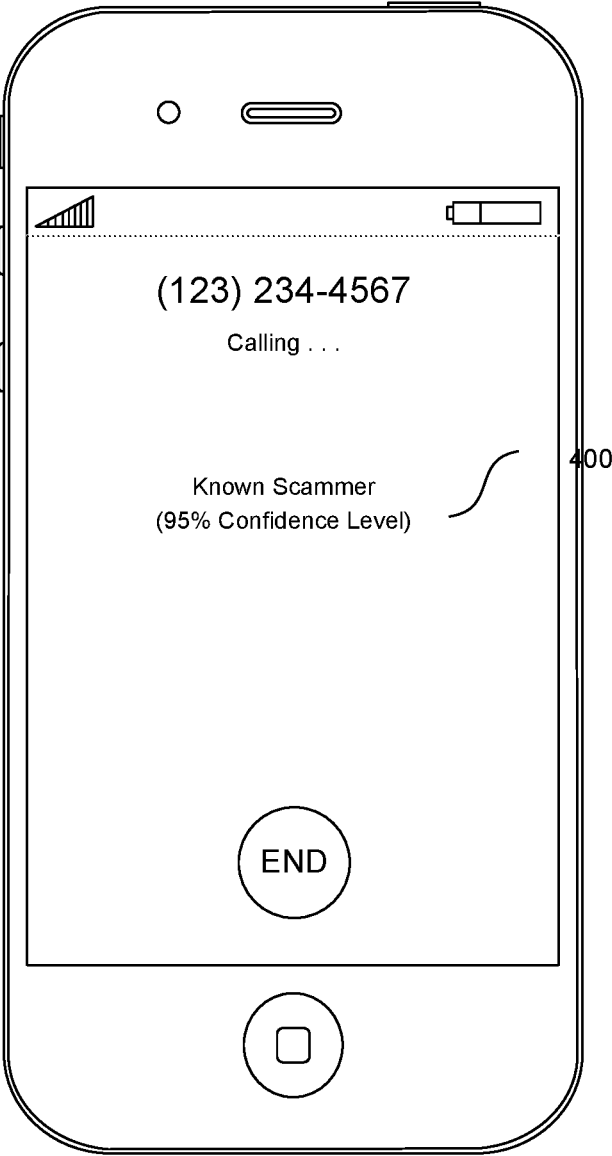 (123) 234-4567
Calling . . .
400
Known Scammer
(95% Confidence Level)
END